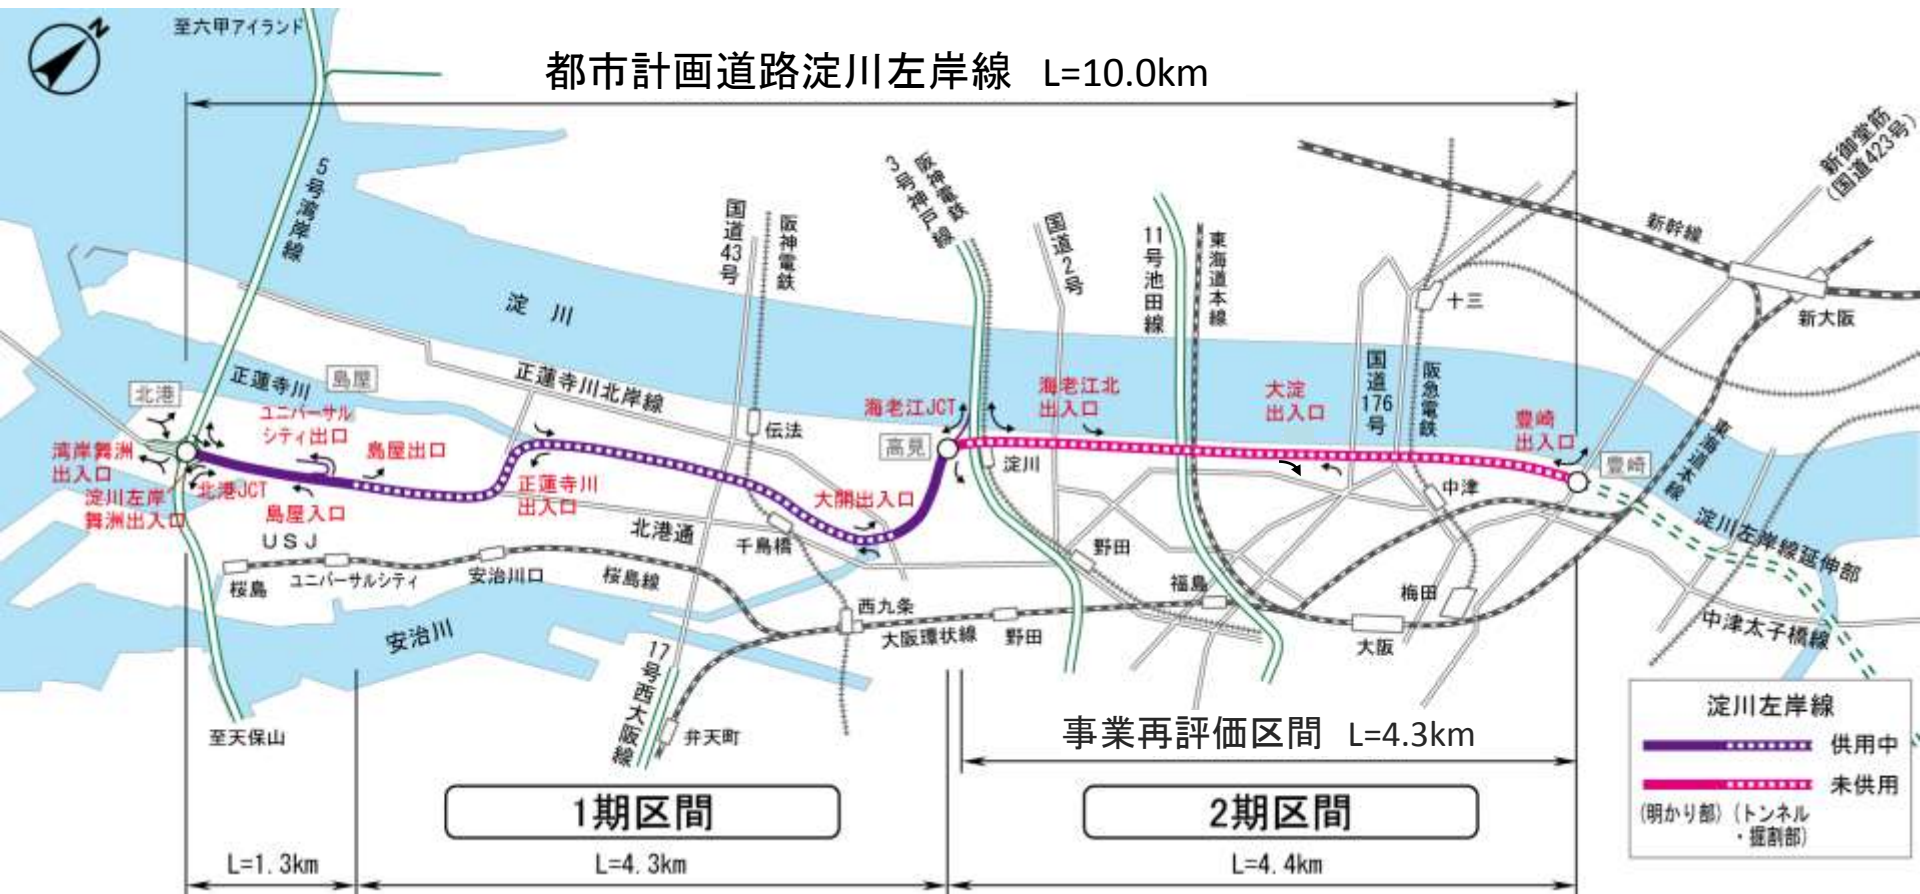 N
至六甲アイランド
都市計画道路淀川左岸線 L=10.0km
5号湾岸線
国道43号
阪神電鉄
阪神電鉄
3号神戸線
国道2号
11号池田線
東海道本線
新幹線
新御堂筋
(国道423号)
十三
新大阪
淀 川
正蓮寺川
島屋
正蓮寺川北岸線
北港
ユニバーサル
シティ出口
島屋出口
湾岸舞洲
出入口
淀川左岸
舞洲出入口
北港JCT
島屋入口
正蓮寺川
出入口
伝法
海老江JCT
高見
海老江北
出入口
淀川
大淀
出入口
国道176号
阪急電鉄
豊崎
出入口
豊崎
東海道本線
大開出入口
中津
USJ
桜島
ユニバーサルシティ
安治川口
桜島線
北港通
千鳥橋
野田
福島
梅田
淀川左岸線延伸部
中津太子橋線
安治川
西九条
大阪環状線
野田
大阪
17号西大阪線
弁天町
至天保山
事業再評価区間 L=4.3km
1期区間
2期区間
L=1.3km
L=4.3km
L=4.4km
淀川左岸線
供用中
未供用
(明かり部)
(トンネル
・掘割部)